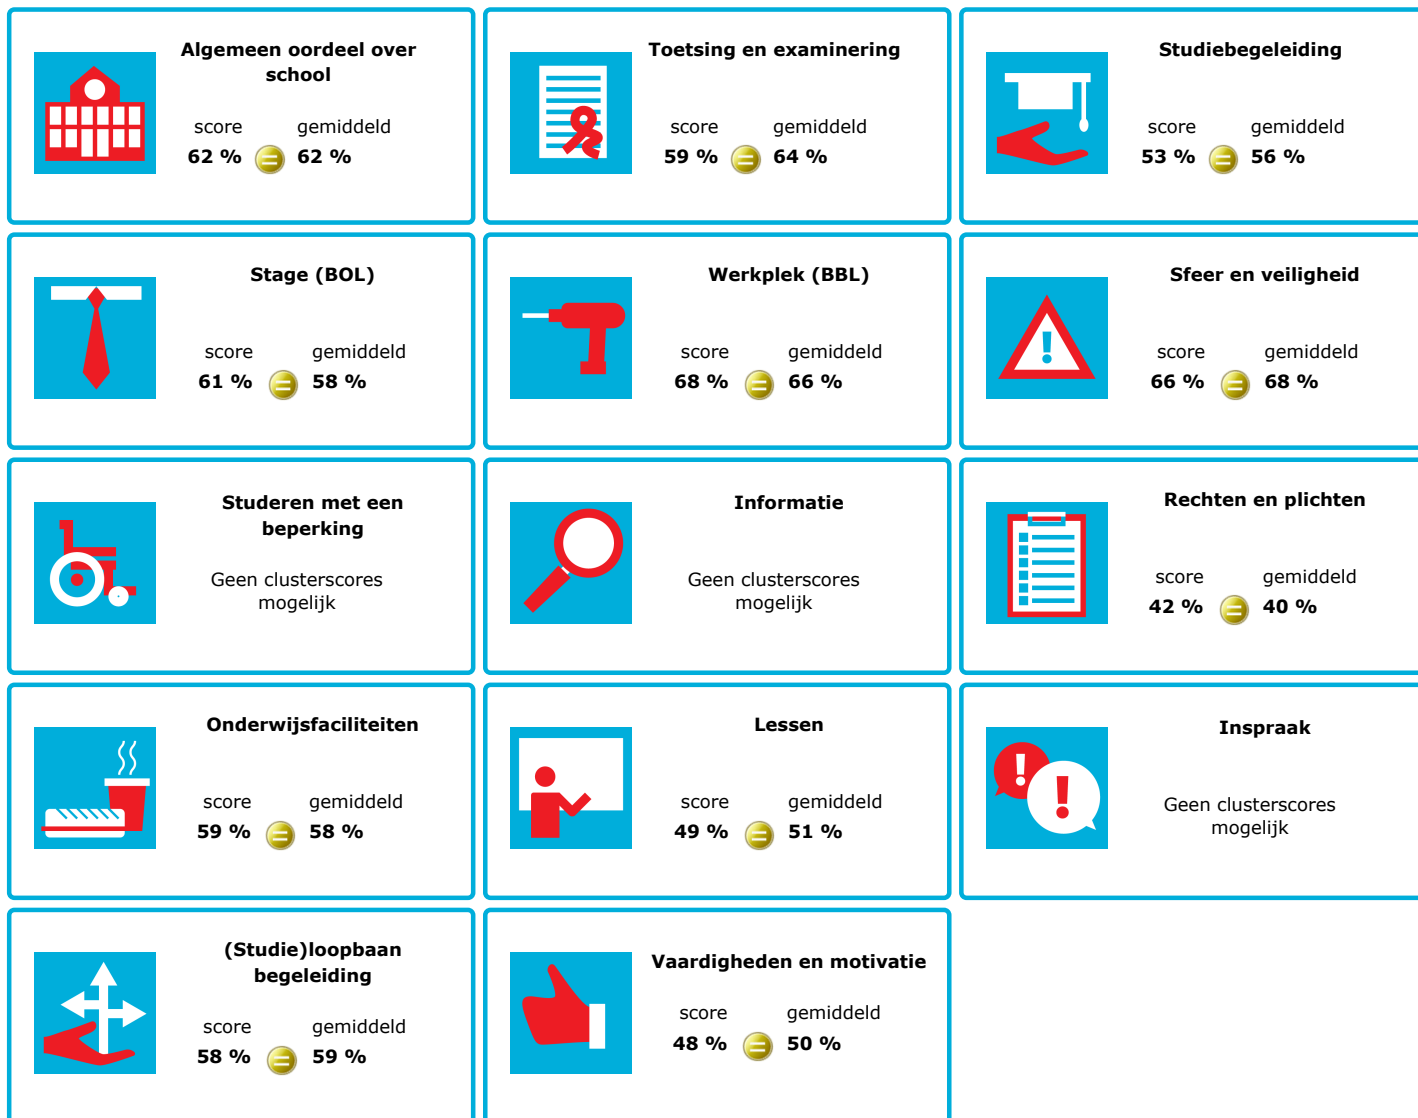 Algemeen oordeel over
school
score gemiddeld
62 % = 62 %
Toetsing en examinering
score gemiddeld
59 % = 64 %
Studiebegeleiding
score gemiddeld
53 % = 56 %
Stage (BOL)
score gemiddeld
61 % = 58 %
Werkplek (BBL)
score gemiddeld
68 % = 66 %
Sfeer en veiligheid
!
score gemiddeld
66 % = 68 %
Studeren met een
beperking
Geen clusterscores
mogelijk
Informatie
Geen clusterscores
mogelijk
Rechten en plichten
score gemiddeld
42 % = 40 %
Onderwijsfaciliteiten
score gemiddeld
59 % = 58 %
Lessen
score gemiddeld
49 % = 51 %
Inspraak
! !
Geen clusterscores
mogelijk
(Studie)loopbaan
begeleiding
score gemiddeld
58 % = 59 %
Vaardigheden en motivatie
score gemiddeld
48 % = 50 %